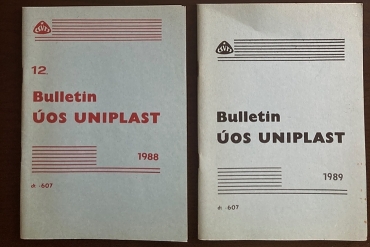 12.
Bulletin
ÚOS UNIPLAST
1988
-607
Bulletin
ÚOS UNIPLAST
1989
-607